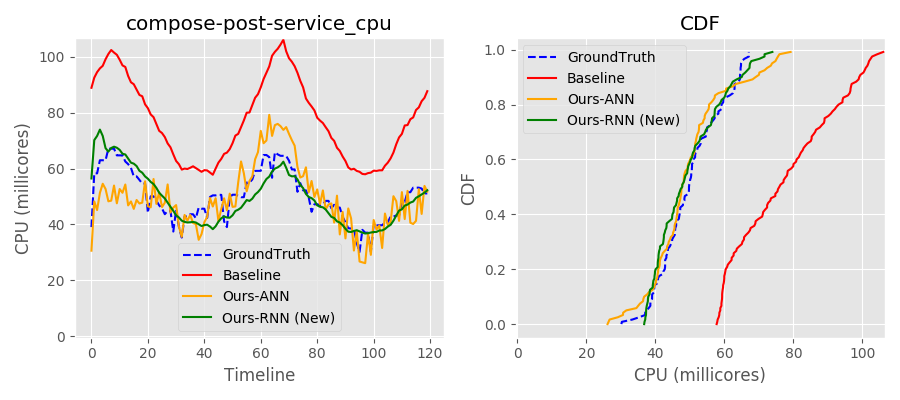 compose-post-service_cpu
CPU (millicores)
100
80
60
40
20
0
GroundTruth
Baseline
Ours-ANN
Ours-RNN (New)
0 20 40 60 80 100 120
Timeline
CDF
CDF
1.0
0.8
0.6
0.4
0.2
0.0
GroundTruth
Baseline
Ours-ANN
Ours-RNN (New)
0 20 40 60 80 100
CPU (millicores)